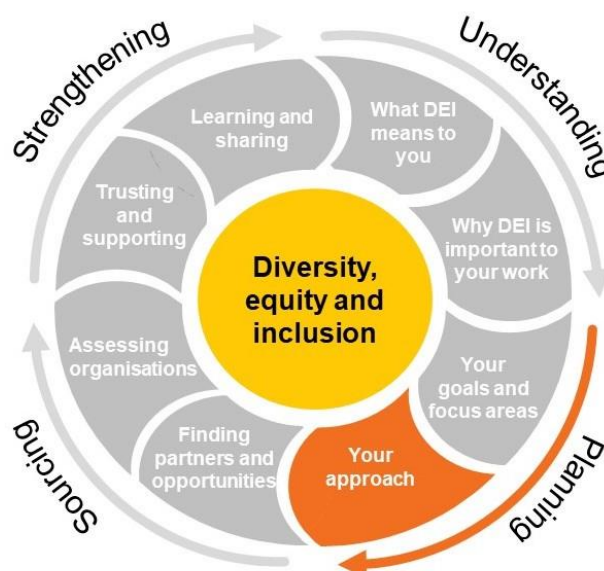 Understanding
Planning
Sourcing
Strengthening
What DEI
means to
you
Why DEI is
important to
your work
Your
goals and
focus areas
Your
approach
Finding
partners and
opportunities
Assessing
organisations
Trusting
and
supporting
Learning and
sharing
Diversity,
equity and
inclusion